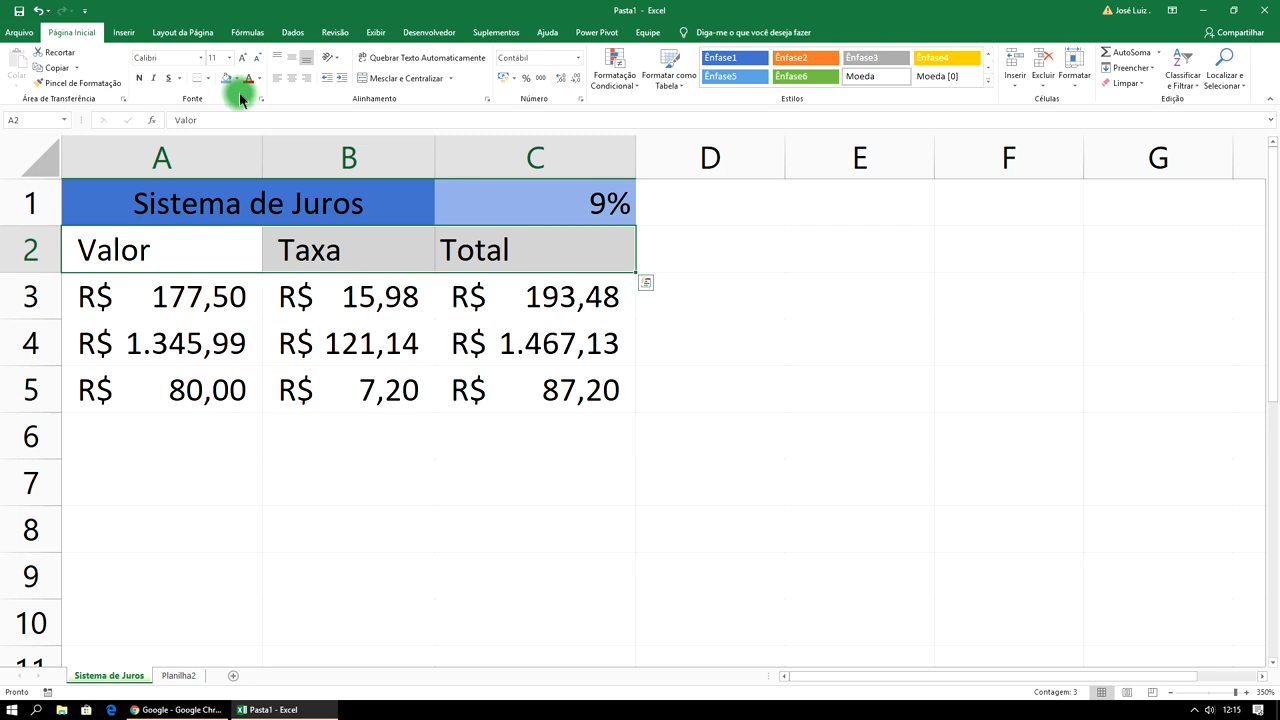 Pasta1 - Excel
José Luiz .
Arquivo Página Inicial Inserir Layout da Página Fórmulas Dados Revisão Exibir Desenvolvedor Suplementos Ajuda Power Pivot Equipe Diga-me o que você deseja fazer Compartilhar
Colar
Recortar
Copiar
Pincel de Formatação
Área de Transferência
Calibri 11
N I S
Fonte
Quebrar Texto Automaticamente
Mesclar e Centralizar
Alinhamento
Contábil
% 000
Número
Formatação Condicional
Formatar como Tabela
Ênfase1 Ênfase2 Ênfase3 Ênfase4
Ênfase5 Ênfase6 Moeda Moeda [0]
Estilos
Inserir Excluir Formatar
Células
AutoSoma
Preencher
Limpar
Classificar e Filtrar
Localizar e Selecionar
Edição
A2 fx Valor
A B C D E F G
1 Sistema de Juros 9%
2 Valor Taxa Total
3 R$ 177,50 R$ 15,98 R$ 193,48
4 R$ 1.345,99 R$ 121,14 R$ 1.467,13
5 R$ 80,00 R$ 7,20 R$ 87,20
6
7
8
9
10
11
Sistema de Juros Planilha2
Pronto Contagem: 3 350%
Google - Google Chr... Pasta1 - Excel 12:15